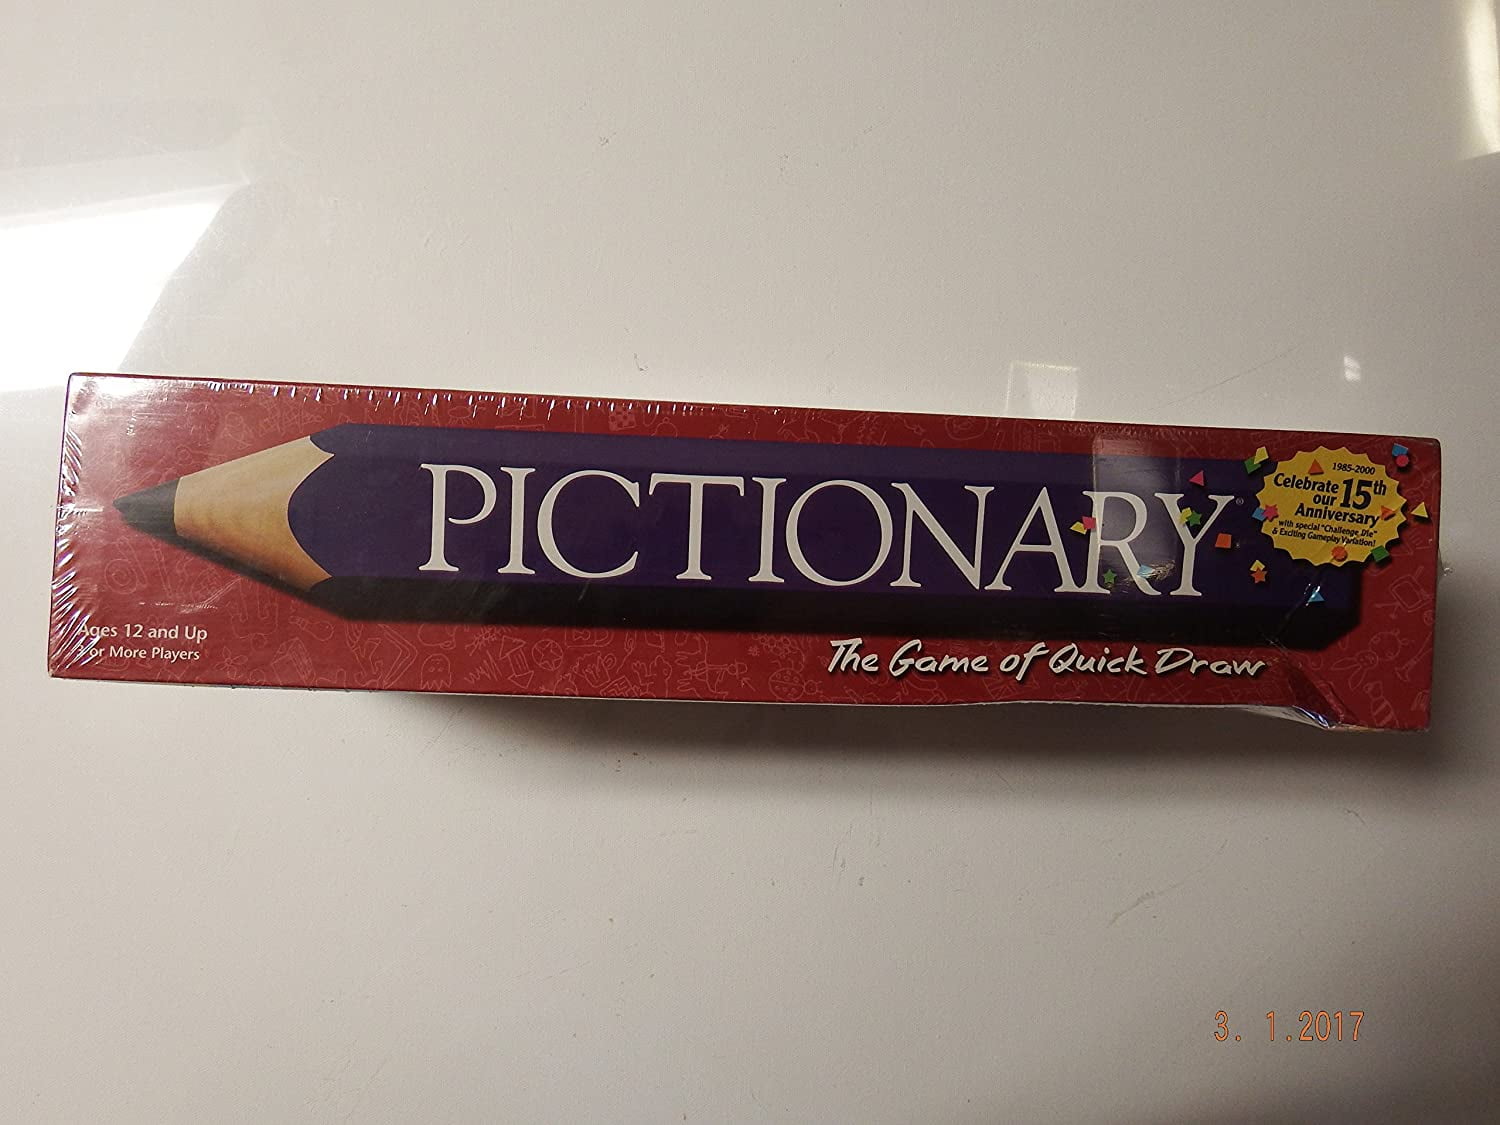 PICTIONARY®
1985-2000
Celebrate
our 15th
Anniversary
with special "Challenge Die"
& Exciting Gameplay Variation!
Ages 12 and Up
3 or More Players
The Game of Quick Draw
3. 1.2017